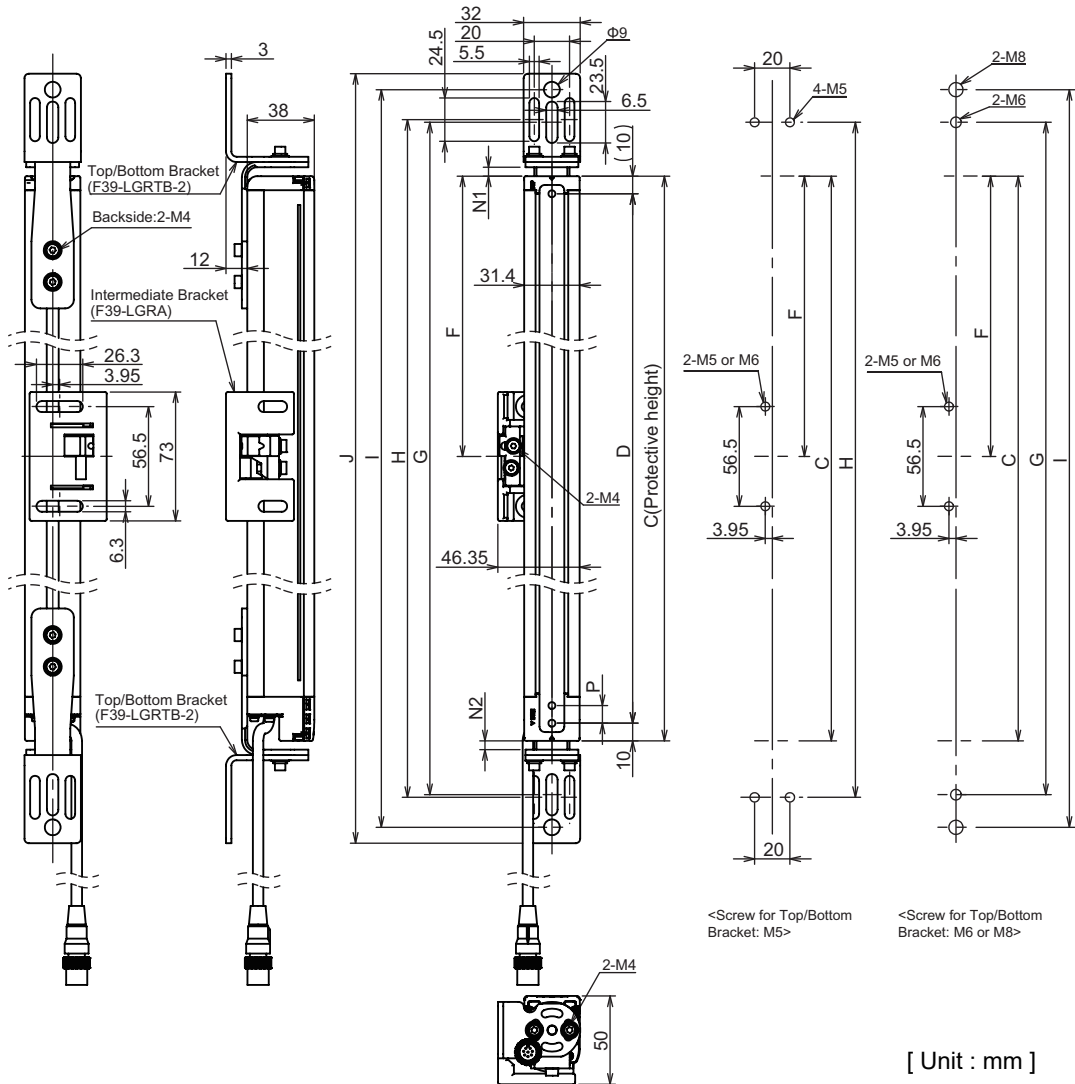 32
20
5.5
24.5
Φ9
23.5
6.5
(10)
3
38
Top/Bottom Bracket
(F39-LGRTB-2)
Backside:2-M4
12
Intermediate Bracket
(F39-LGRA)
26.3
3.95
56.5
73
6.3
Top/Bottom Bracket
(F39-LGRTB-2)
J
I
H
G
F
N1
31.4
D
C(Protective height)
2-M4
46.35
N2
P
10
2-M4
50
20
4-M5
2-M5 or M6
56.5
3.95
F
C
H
20
<Screw for Top/Bottom
Bracket: M5>
2-M8
2-M6
2-M5 or M6
56.5
3.95
F
C
G
I
<Screw for Top/Bottom
Bracket: M6 or M8>
[ Unit : mm ]